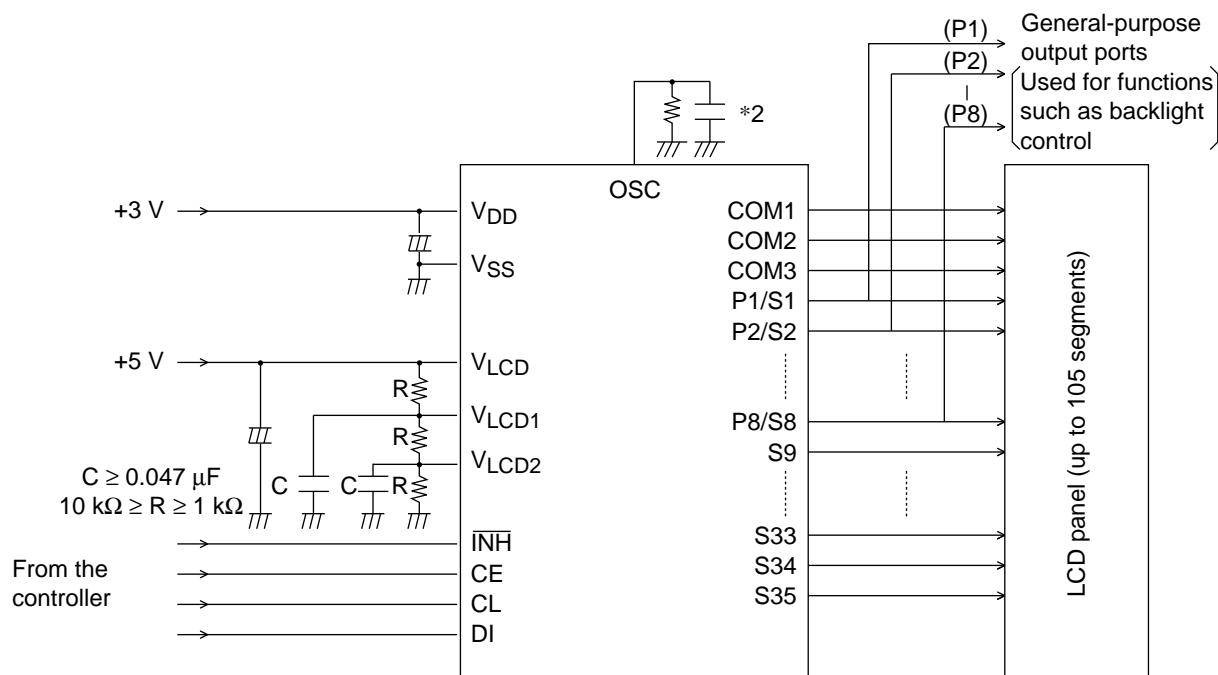 (P1)
General-purpose
output ports
(P2)
(P8)
Used for functions
such as backlight
control
*2
OSC
+3 V
VDD
VSS
+5 V
VLCD
R
VLCD1
R
VLCD2
C
C
R
C ≥ 0.047 µF
10 kΩ ≥ R ≥ 1 kΩ
INH
From the
controller
CE
CL
DI
COM1
COM2
COM3
P1/S1
P2/S2
P8/S8
S9
S33
S34
S35
LCD panel (up to 105 segments)